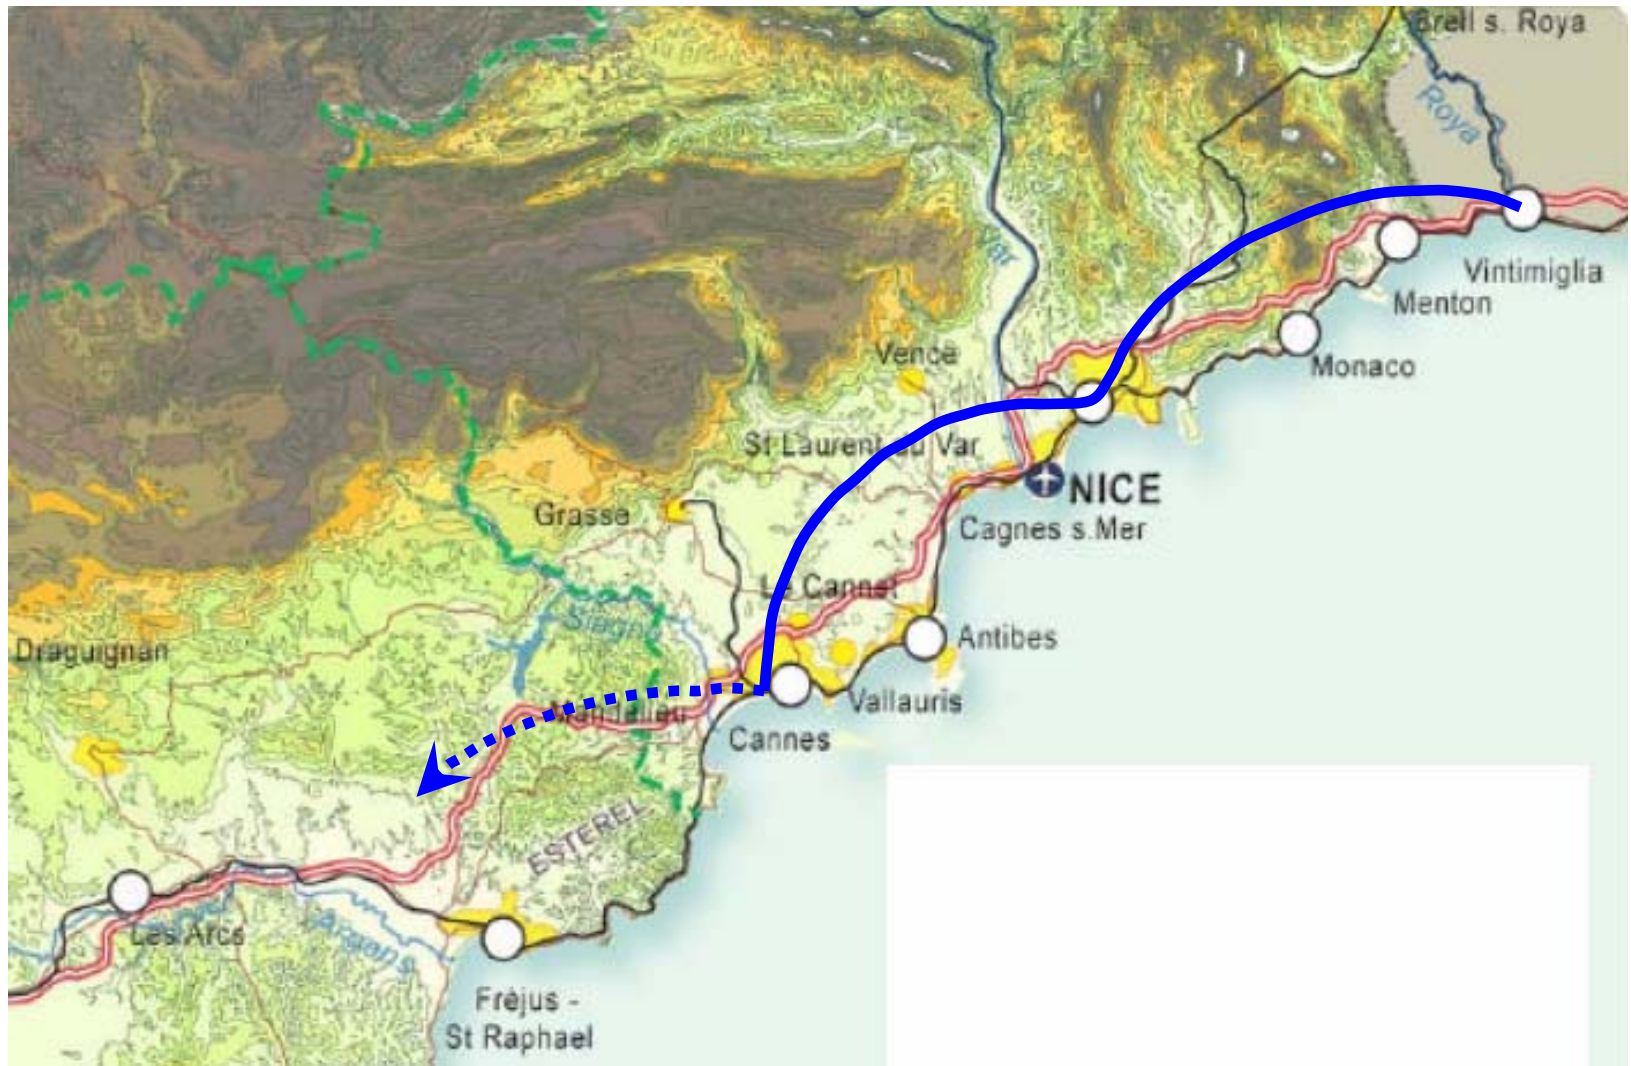 Breil s. Roya
Roya
Vintimiglia
Menton
Monaco
Var
Vence
St Laurent du Var
NICE
Grasse
Cagnes s.Mer
Le Cannet
Siagne
Draguignan
Antibes
Vallauris
Mandelieu
Cannes
ESTEREL
Les Arcs
Argens
Fréjus -
St Raphael